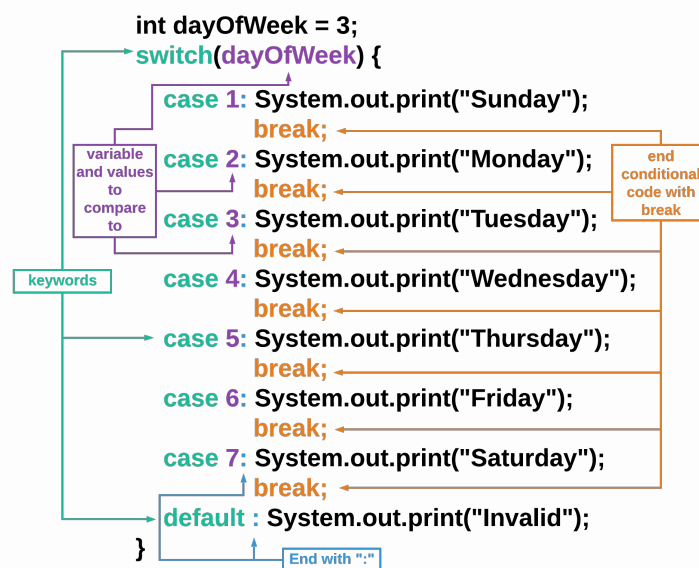 int dayOfWeek = 3;
switch(dayOfWeek) {
case 1: System.out.print("Sunday");
break;
case 2: System.out.print("Monday");
break;
case 3: System.out.print("Tuesday");
break;
case 4: System.out.print("Wednesday");
break;
case 5: System.out.print("Thursday");
break;
case 6: System.out.print("Friday");
break;
case 7: System.out.print("Saturday");
break;
default : System.out.print("Invalid");
}
variable
and values
to
compare
to
keywords
end
conditional
code with
break
End with ":"